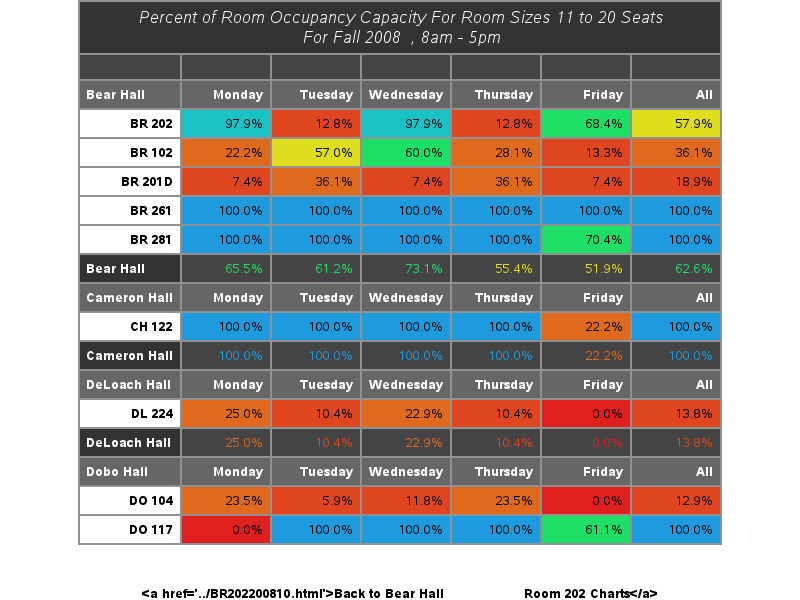 Percent of Room Occupancy Capacity For Room Sizes 11 to 20 Seats
For Fall 2008 , 8am - 5pm
Bear Hall Monday Tuesday Wednesday Thursday Friday All
BR 202 97.9% 12.8% 97.9% 12.8% 68.4% 57.9%
BR 102 22.2% 57.0% 60.0% 28.1% 13.3% 36.1%
BR 201D 7.4% 36.1% 7.4% 36.1% 7.4% 18.9%
BR 261 100.0% 100.0% 100.0% 100.0% 100.0% 100.0%
BR 281 100.0% 100.0% 100.0% 100.0% 70.4% 100.0%
Bear Hall 65.5% 61.2% 73.1% 55.4% 51.9% 62.6%
Cameron Hall Monday Tuesday Wednesday Thursday Friday All
CH 122 100.0% 100.0% 100.0% 100.0% 22.2% 100.0%
Cameron Hall 100.0% 100.0% 100.0% 100.0% 22.2% 100.0%
DeLoach Hall Monday Tuesday Wednesday Thursday Friday All
DL 224 25.0% 10.4% 22.9% 10.4% 0.0% 13.8%
DeLoach Hall 25.0% 10.4% 22.9% 10.4% 0.0% 13.8%
Dobo Hall Monday Tuesday Wednesday Thursday Friday All
DO 104 23.5% 5.9% 11.8% 23.5% 0.0% 12.9%
DO 117 0.0% 100.0% 100.0% 100.0% 61.1% 100.0%
<a href='../BR202200810.html'>Back to Bear Hall Room 202 Charts</a>